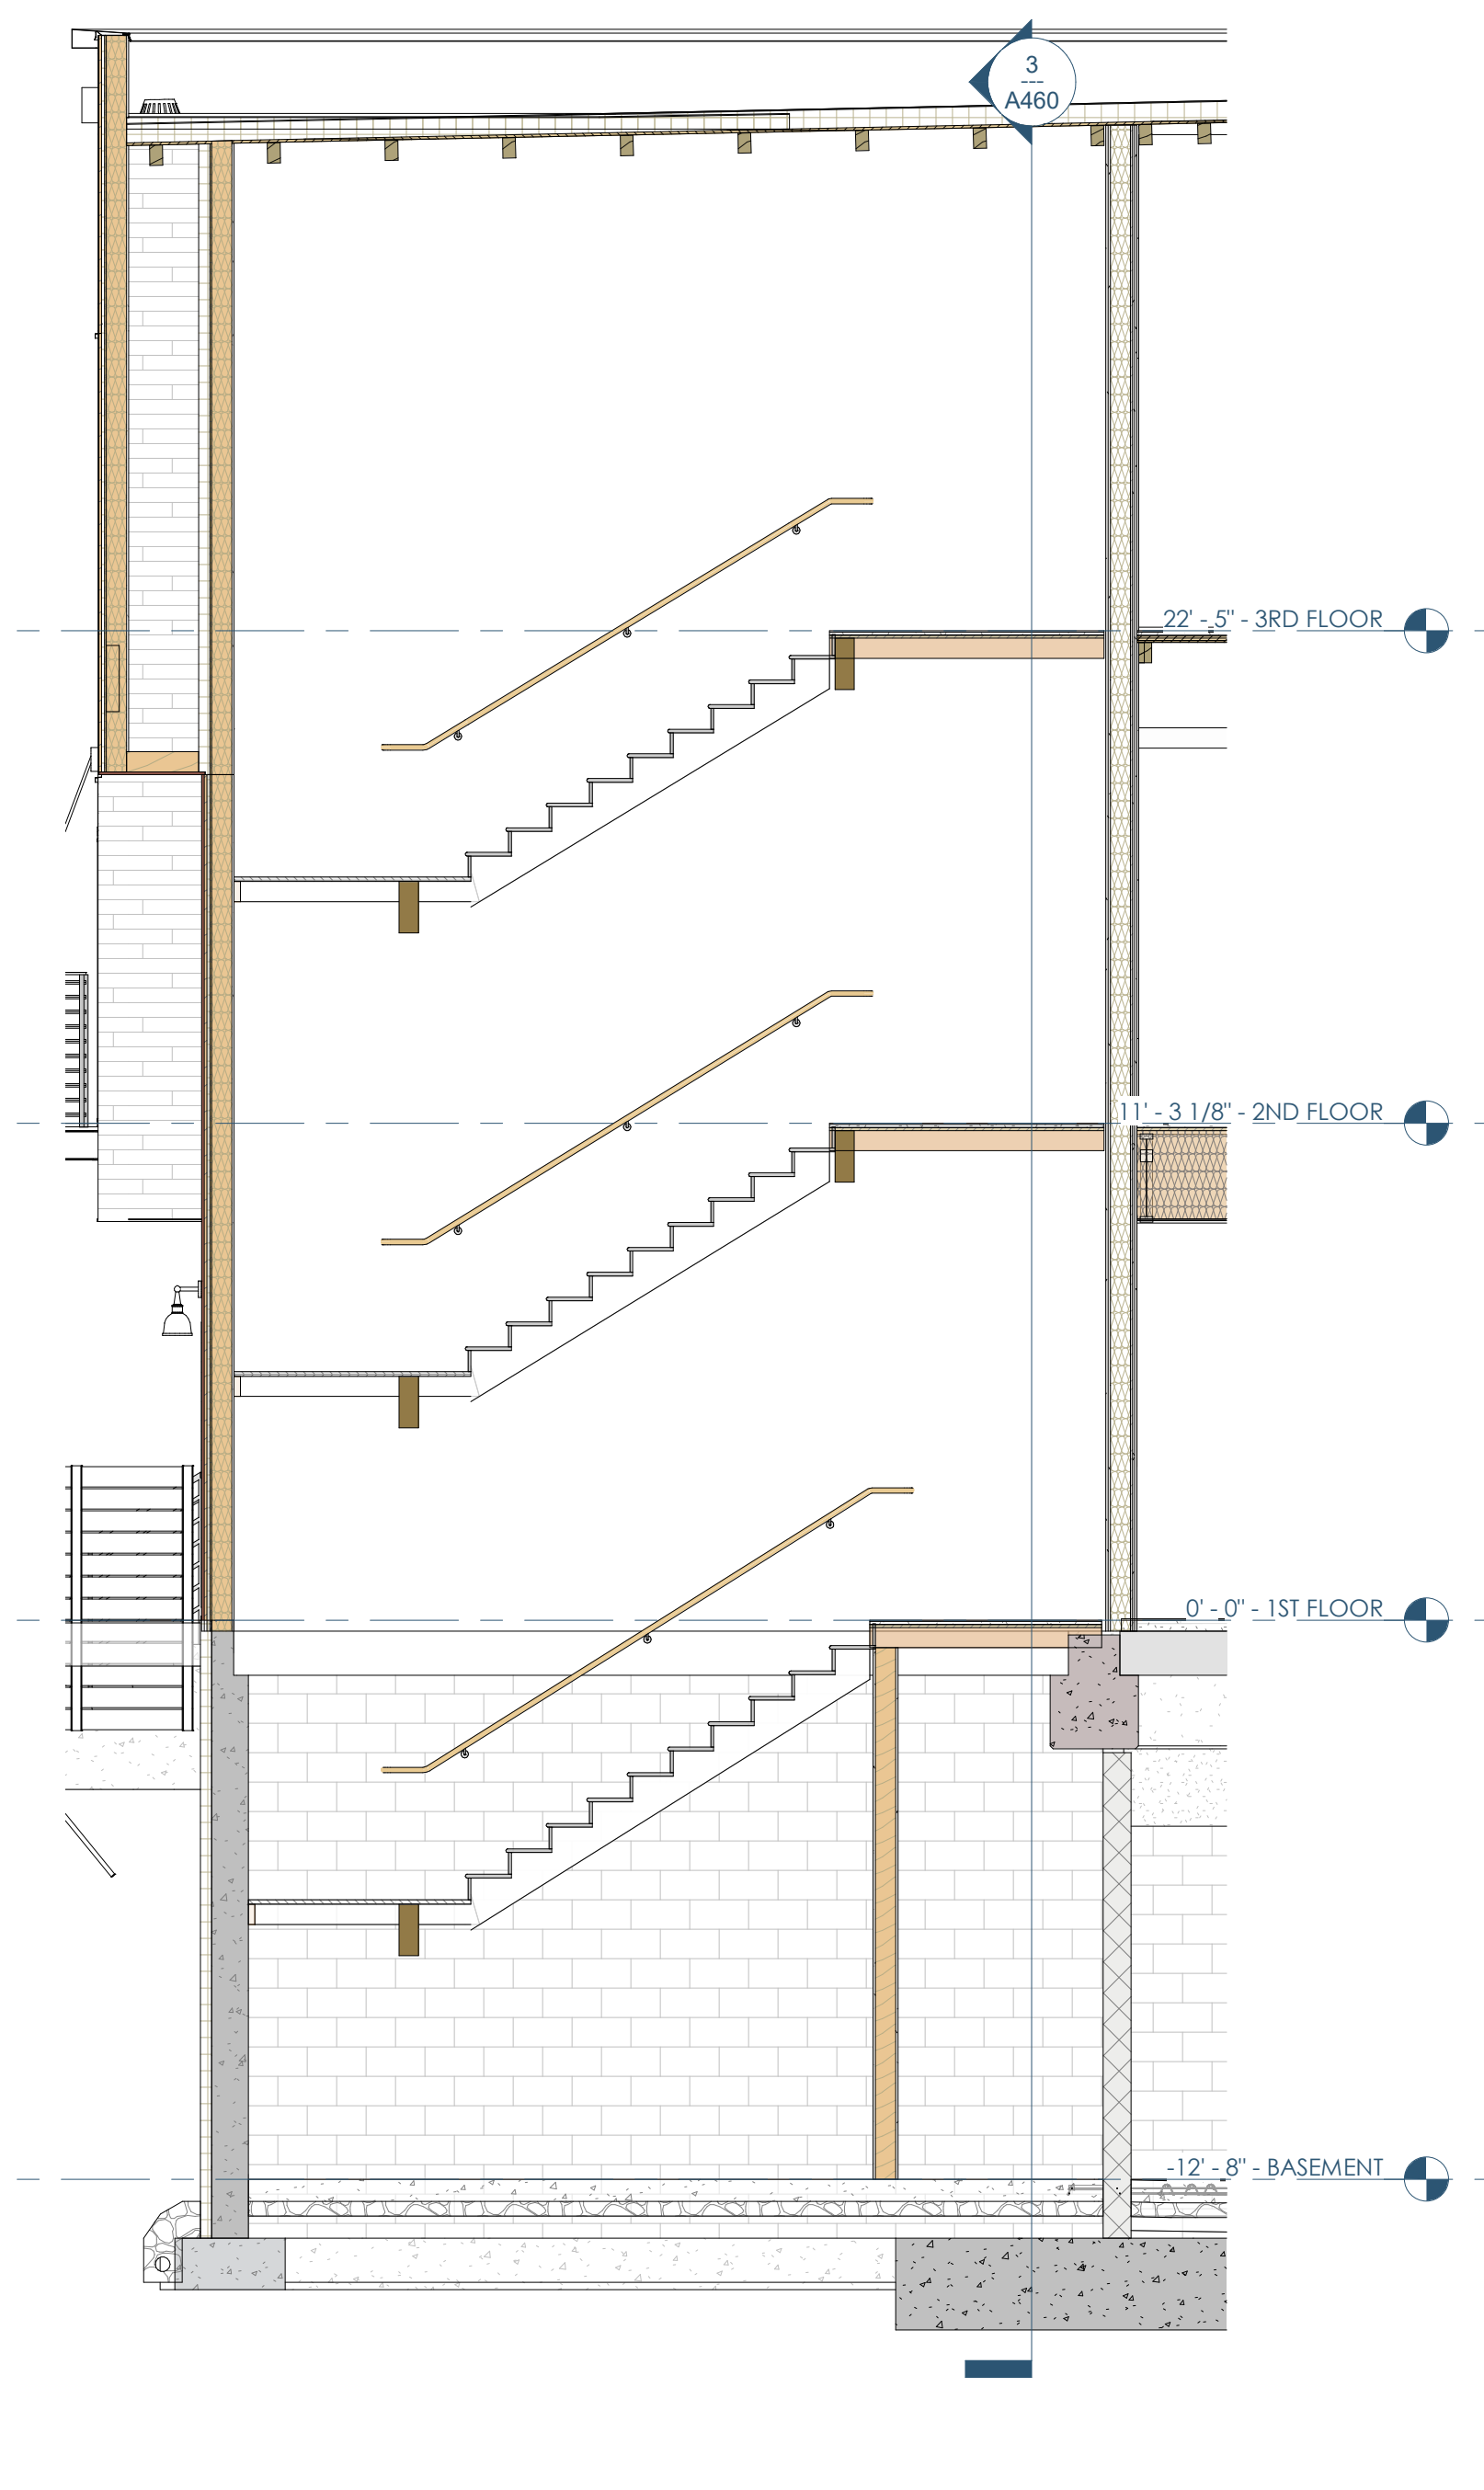 3
---
A460
22' - 5" - 3RD FLOOR
11' - 3 1/8" - 2ND FLOOR
0' - 0" - 1ST FLOOR
-12' - 8" - BASEMENT